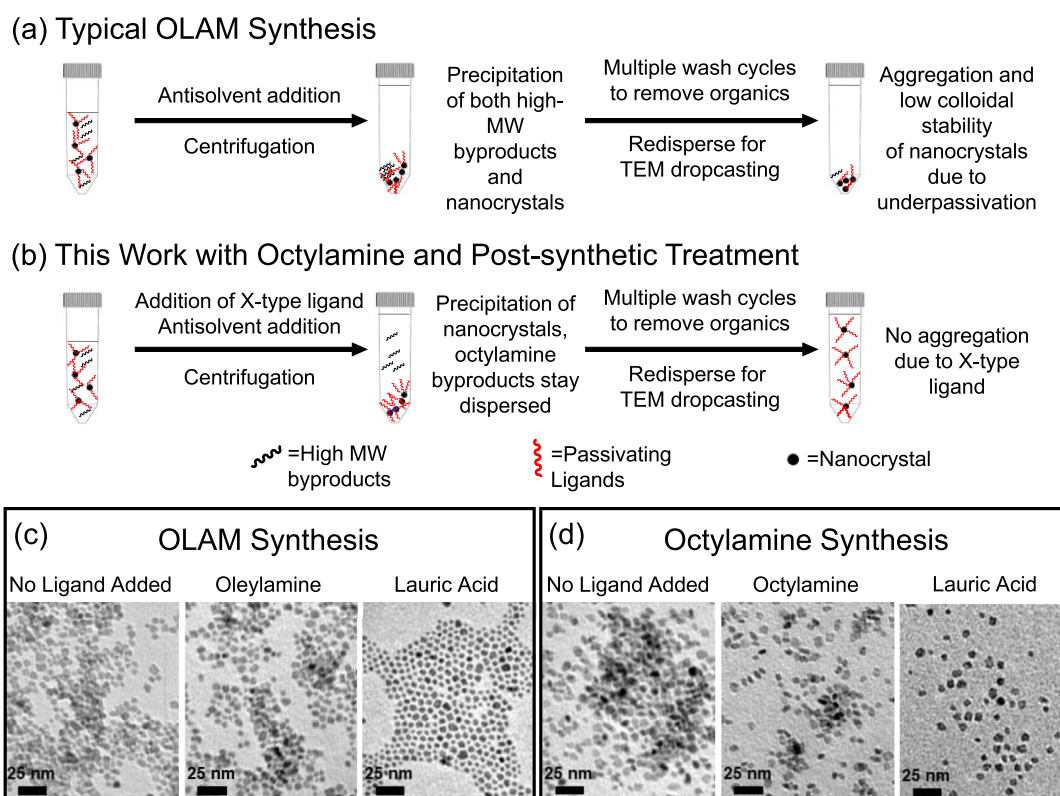 (a) Typical OLAM Synthesis
Antisolvent addition
Centrifugation
Precipitation
of both high-
MW
byproducts
and
nanocrystals
Multiple wash cycles
to remove organics
Redisperse for
TEM dropcasting
Aggregation and
low colloidal
stability
of nanocrystals
due to
underpassivation
(b) This Work with Octylamine and Post-synthetic Treatment
Addition of X-type ligand
Antisolvent addition
Centrifugation
Precipitation of
nanocrystals,
octylamine
byproducts stay
dispersed
Multiple wash cycles
to remove organics
Redisperse for
TEM dropcasting
No aggregation
due to X-type
ligand
=High MW
byproducts
=Passivating
Ligands
=Nanocrystal
(c) OLAM Synthesis
No Ligand Added
Oleylamine
Lauric Acid
25 nm
25 nm
25 nm
(d) Octylamine Synthesis
No Ligand Added
Octylamine
Lauric Acid
25 nm
25 nm
25 nm